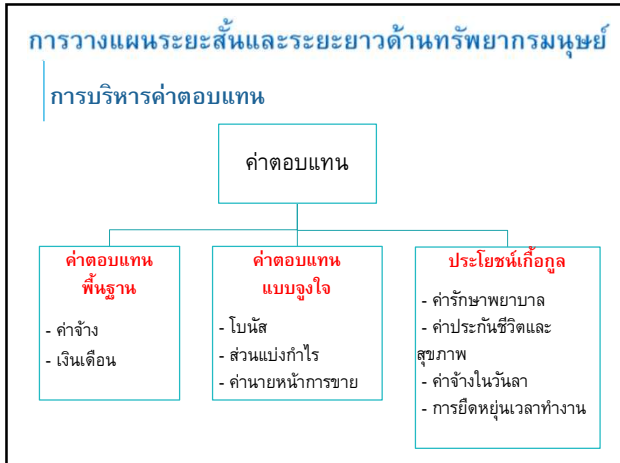 การวางแผนระยะสั้นและระยะยาวด้านทรัพยากรมนุษย์
การบริหารค่าตอบแทน
ค่าตอบแทน
ค่าตอบแทน
พื้นฐาน
- ค่าจ้าง
- เงินเดือน
ค่าตอบแทน
แบบจูงใจ
- โบนัส
- ส่วนแบ่งกำไร
- ค่านายหน้าการขาย
ประโยชน์เกื้อกูล
- ค่ารักษาพยาบาล
- ค่าประกันชีวิตและ
สุขภาพ
- ค่าจ้างในวันลา
- การยืดหยุ่นเวลาทำงาน